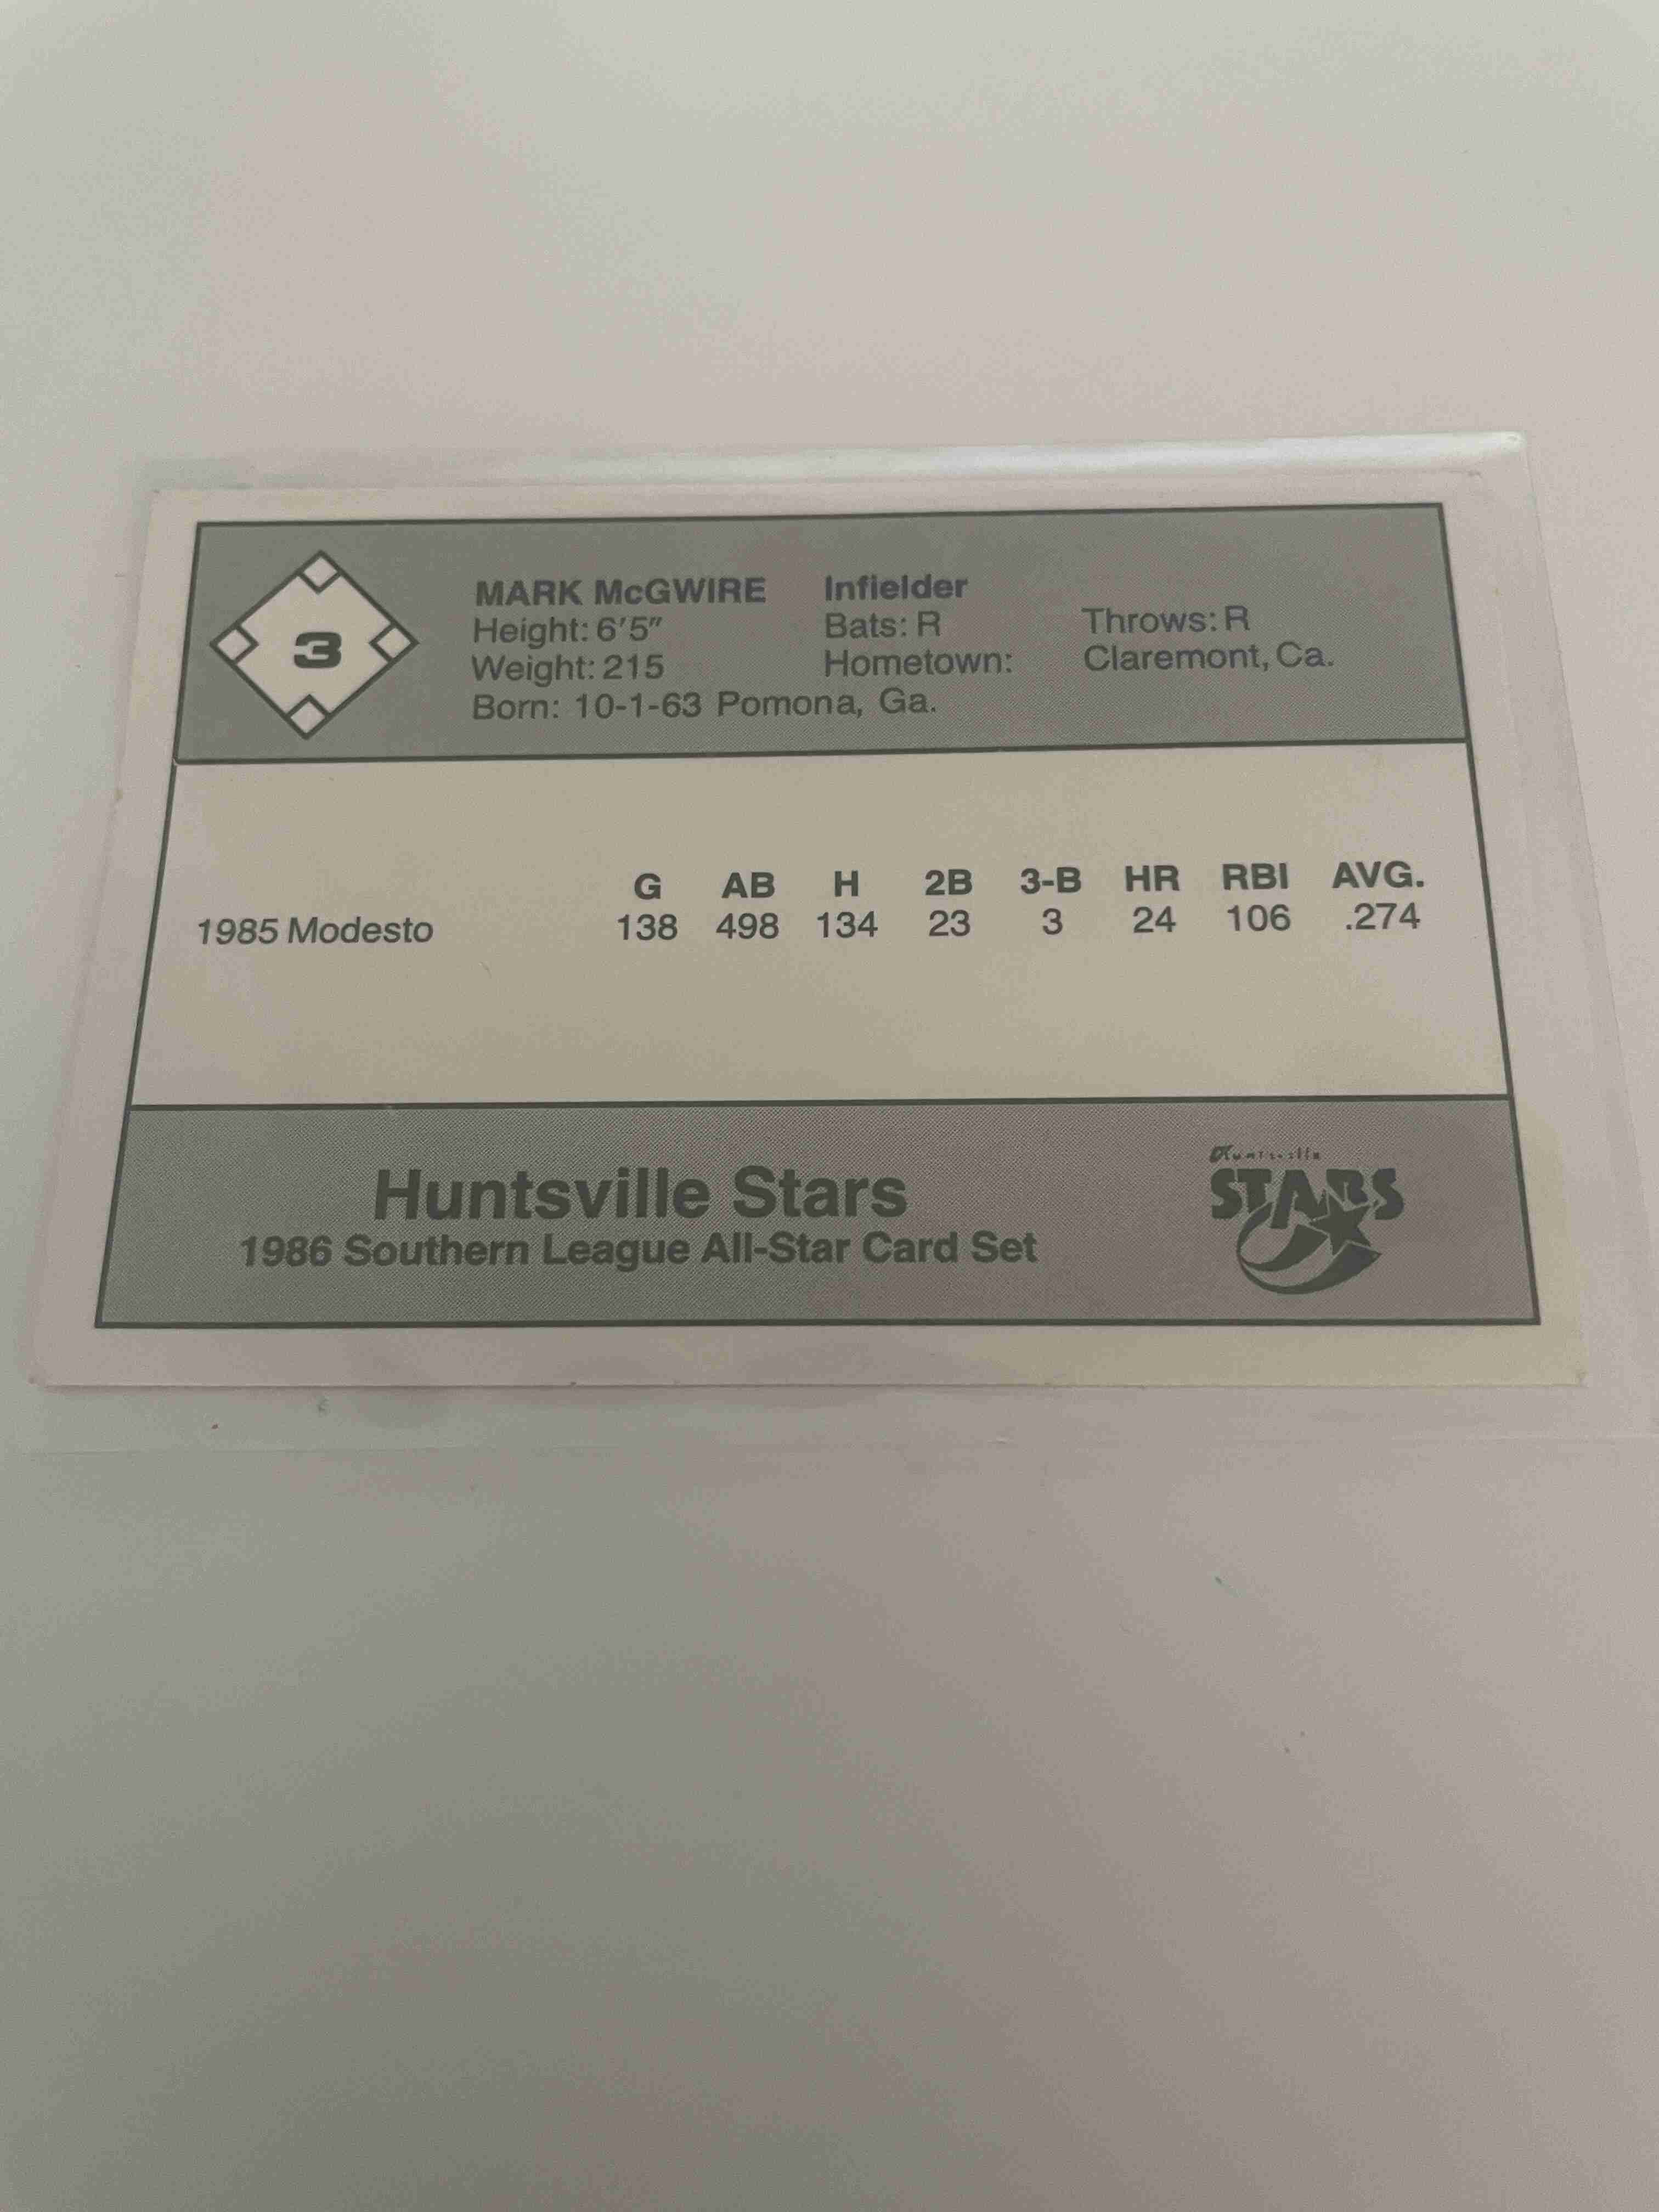 3
MARK McGWIRE Infielder
Height: 6'5" Bats: R Throws: R
Weight: 215 Hometown: Claremont, Ca.
Born: 10-1-63 Pomona, Ga.
G AB H 2B 3-B HR RBI AVG.
1985 Modesto 138 498 134 23 3 24 106 .274
Huntsville Stars
1986 Southern League All-Star Card Set
Huntsville
STARS